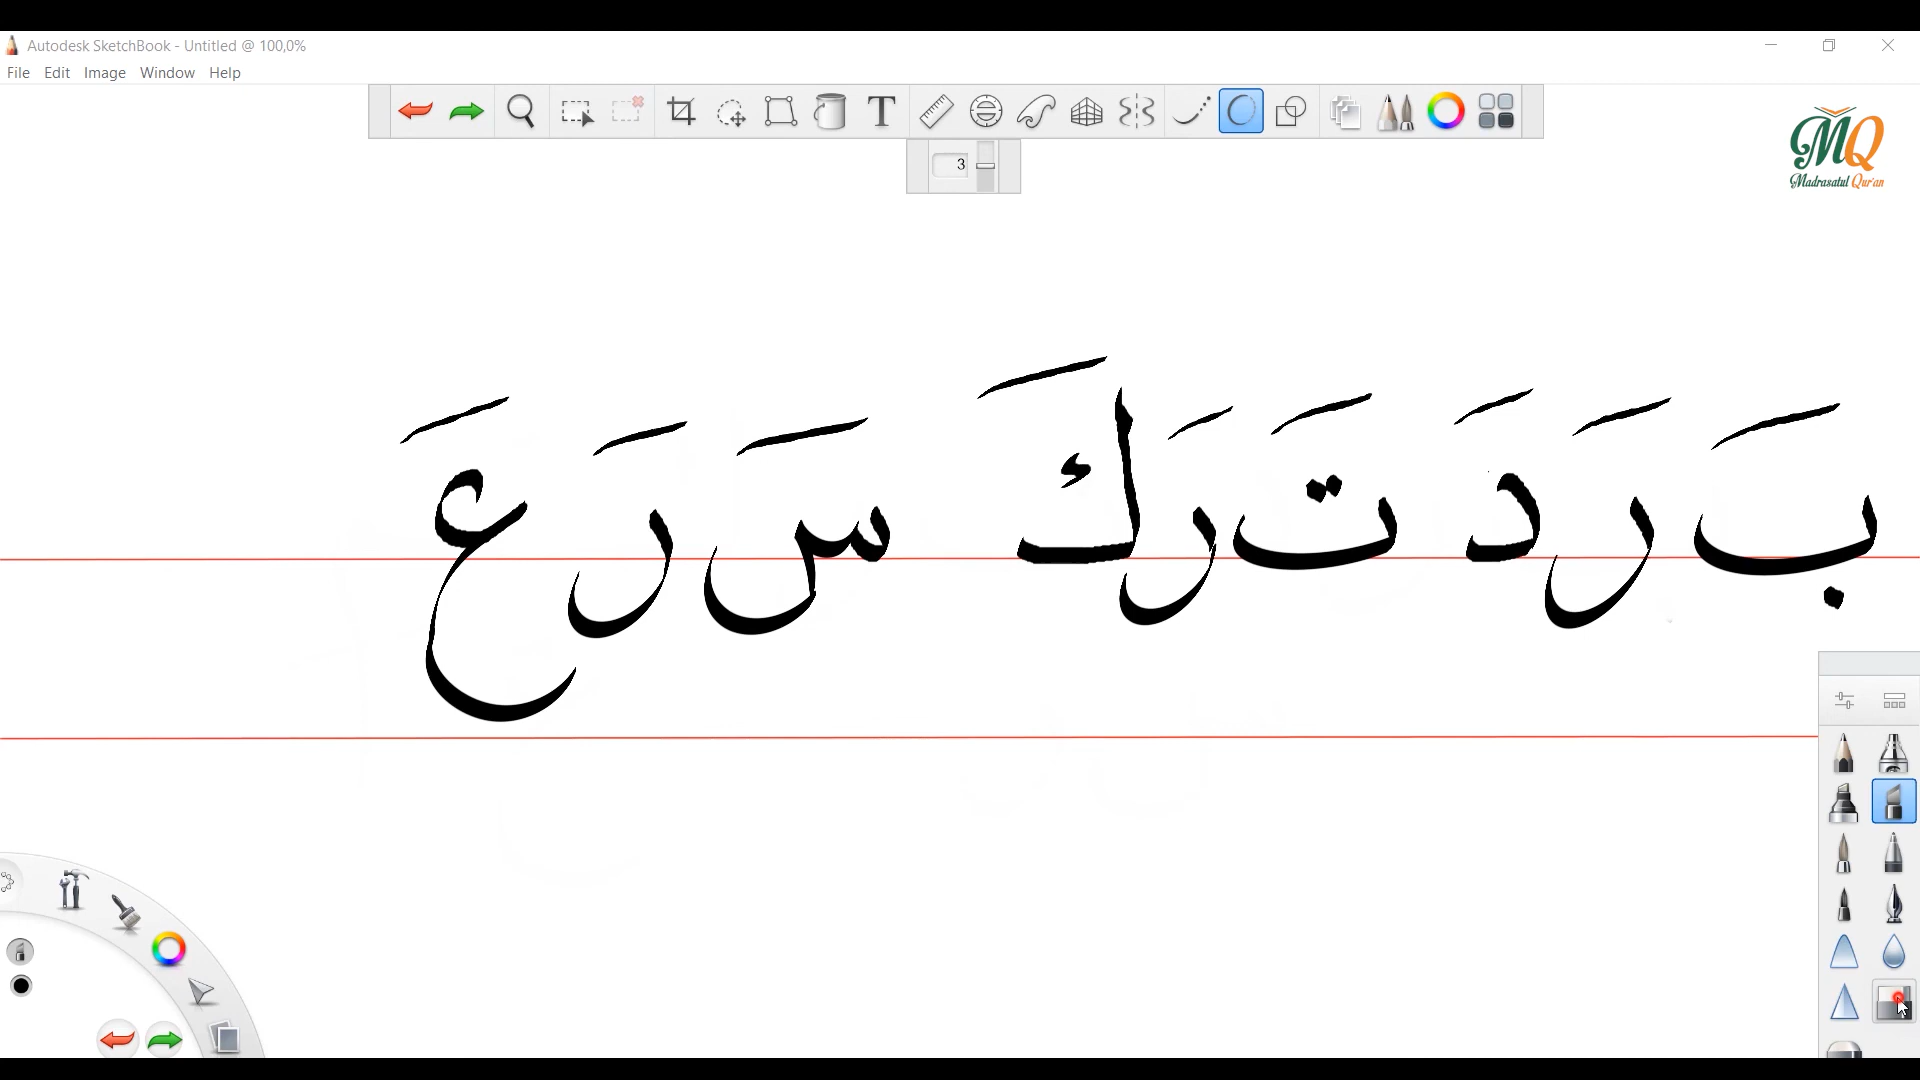 Autodesk SketchBook - Untitled @ 100,0%
File Edit Image Window Help
T
3
MQ
Madrasatul Qur'an
بَ رَ دَ تَ رَ كَ سَ رَ عَ